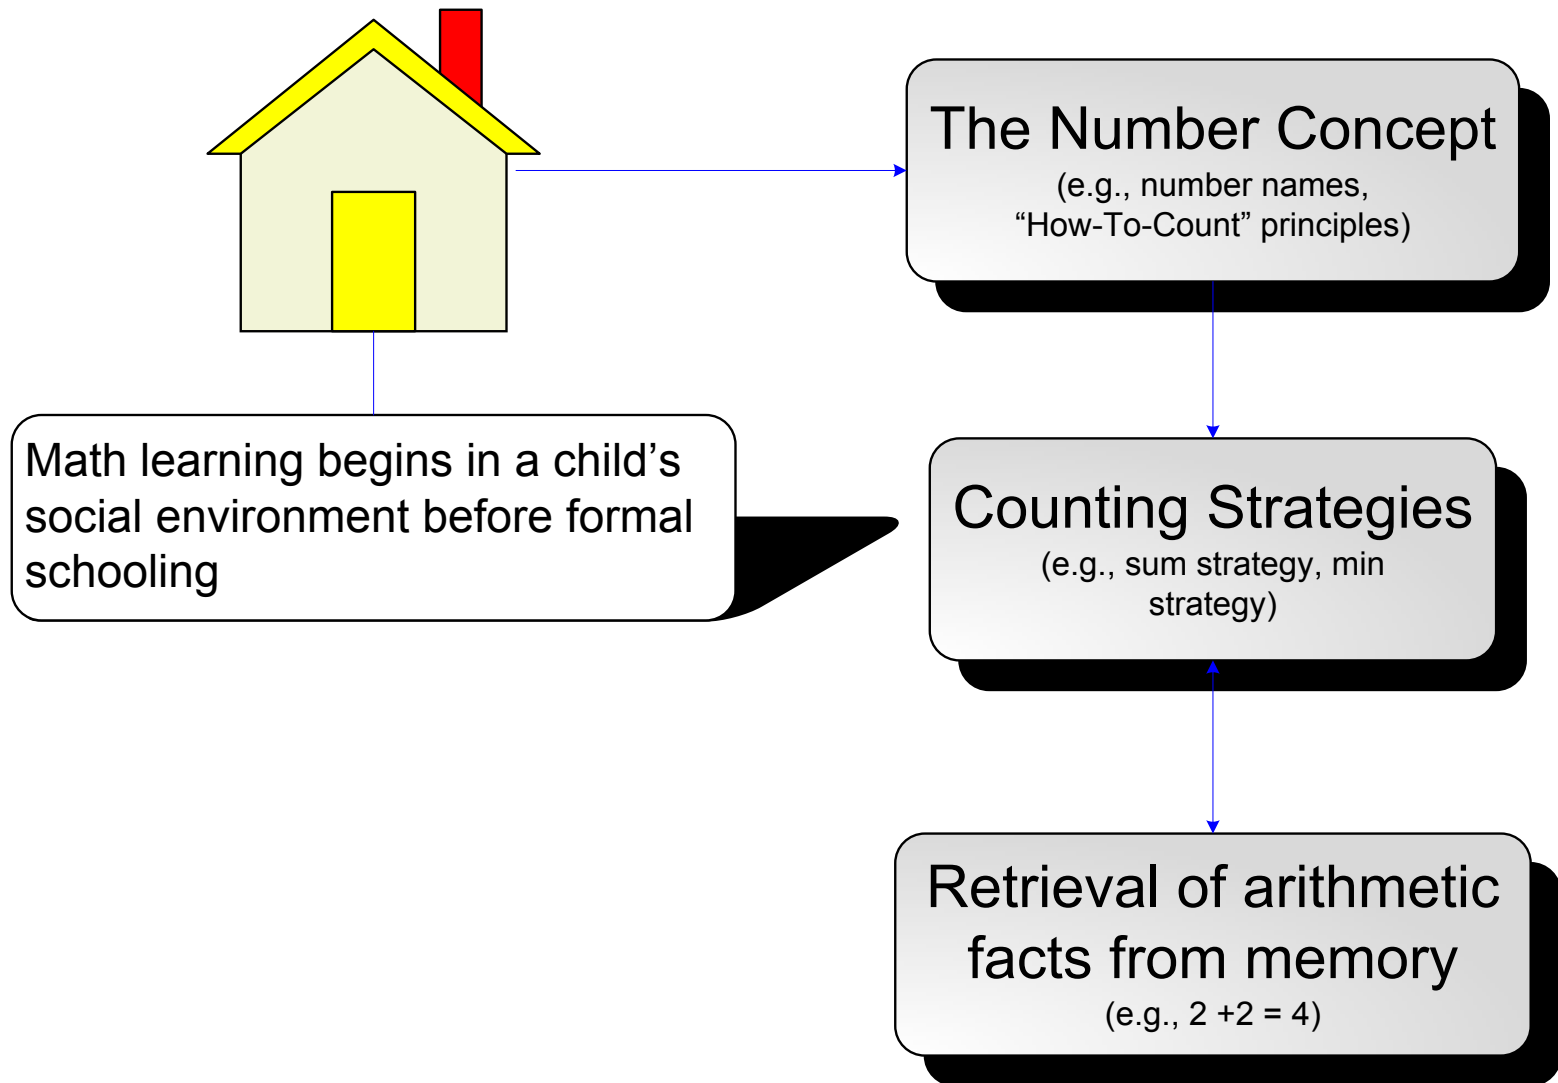 The Number Concept
(e.g., number names,
“How-To-Count” principles)
Math learning begins in a child’s
social environment before formal
schooling
Counting Strategies
(e.g., sum strategy, min
strategy)
Retrieval of arithmetic
facts from memory
(e.g., 2 +2 = 4)